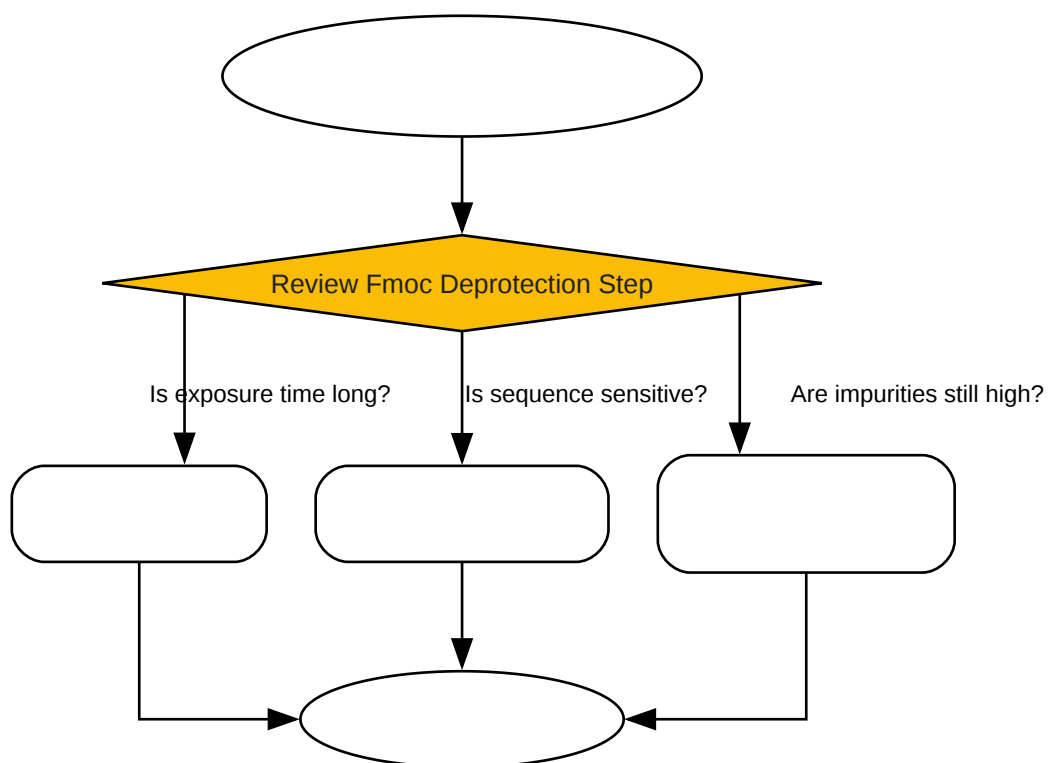 Review Fmoc Deprotection Step
Is exposure time long?
Is sequence sensitive?
Are impurities still high?